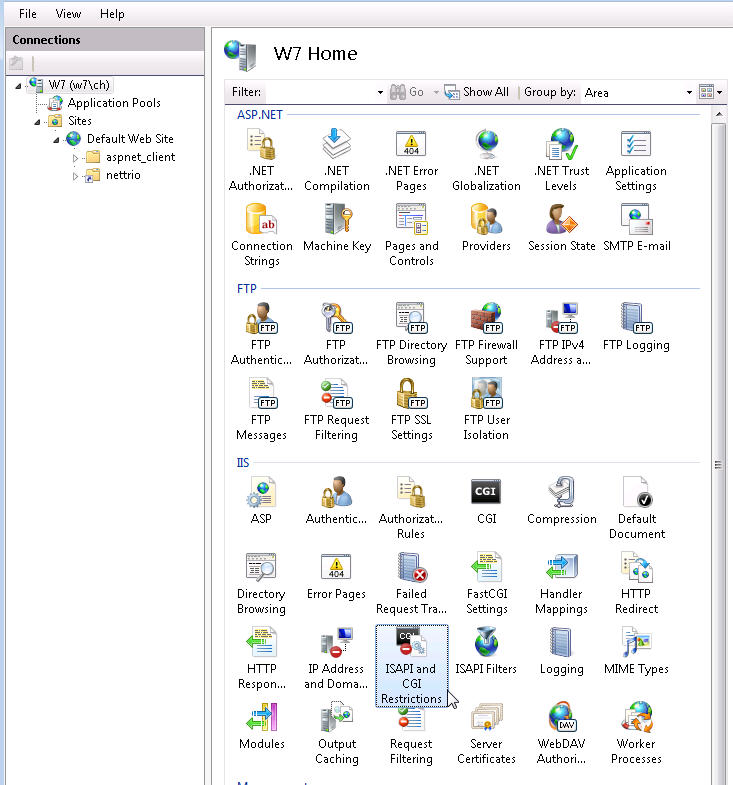 File View Help
Connections
W7 (w7\ch)
Application Pools
Sites
Default Web Site
aspnet_client
nettrio
W7 Home
Filter: Go Show All Group by: Area
ASP.NET
.NET Authorizat...
.NET Compilation
404
.NET Error Pages
.NET Globalization
.NET Trust Levels
Application Settings
ab
Connection Strings
Machine Key
Pages and Controls
Providers
Session State
SMTP E-mail
FTP
FTP
FTP Authentic...
FTP
FTP Authorizat...
FTP
FTP Directory Browsing
FTP
FTP Firewall Support
FTP
FTP IPv4 Address a...
FTP
FTP Logging
FTP
FTP Messages
FTP
FTP Request Filtering
FTP
FTP SSL Settings
FTP
FTP User Isolation
IIS
ASP
Authentic...
Authorizat... Rules
CGI
CGI
Compression
Default Document
Directory Browsing
404
Error Pages
Failed Request Tra...
FastCGI Settings
Handler Mappings
HTTP Redirect
HTTP Respon...
IP Address and Doma...
CGI
ISAPI and CGI Restrictions
ISAPI Filters
Logging
MIME Types
Modules
Output Caching
Request Filtering
Server Certificates
DAV
WebDAV Authori...
Worker Processes